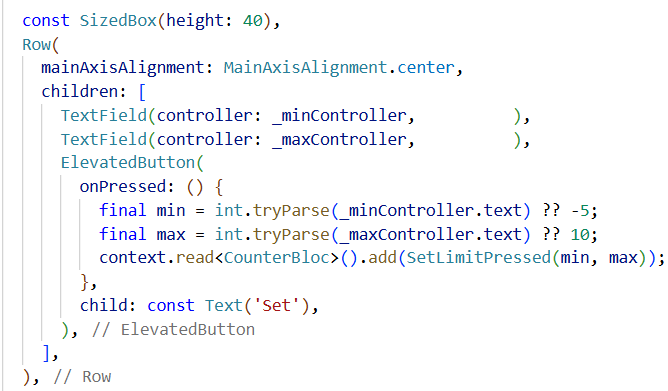 const SizedBox(height: 40),
Row(
  mainAxisAlignment: MainAxisAlignment.center,
  children: [
    TextField(controller: _minController,          ),
    TextField(controller: _maxController,          ),
    ElevatedButton(
      onPressed: () {
        final min = int.tryParse(_minController.text) ?? -5;
        final max = int.tryParse(_maxController.text) ?? 10;
        context.read<CounterBloc>().add(SetLimitPressed(min, max));
      },
      child: const Text('Set'),
    ), // ElevatedButton
  ],
), // Row